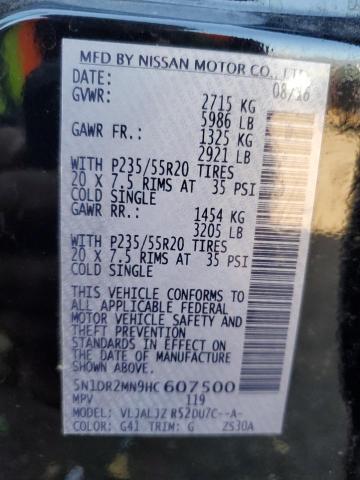 MFD BY NISSAN MOTOR CO., LTD
DATE: 08/16
GVWR: 2715 KG
5986 LB
GAWR FR.: 1325 KG
2921 LB
WITH P235/55R20 TIRES
20 X 7.5 RIMS AT 35 PSI
COLD SINGLE
GAWR RR.: 1454 KG
3205 LB
WITH P235/55R20 TIRES
20 X 7.5 RIMS AT 35 PSI
COLD SINGLE
THIS VEHICLE CONFORMS TO
ALL APPLICABLE FEDERAL
MOTOR VEHICLE SAFETY AND
THEFT PREVENTION
STANDARDS IN EFFECT
ON THE DATE OF MANUFACTURE
SHOWN ABOVE.
5N1DR2MN9HC607500
MPV 119
MODEL: VLJALJZ R52DU7C--A-
COLOR: G41 TRIM: G ZS30A